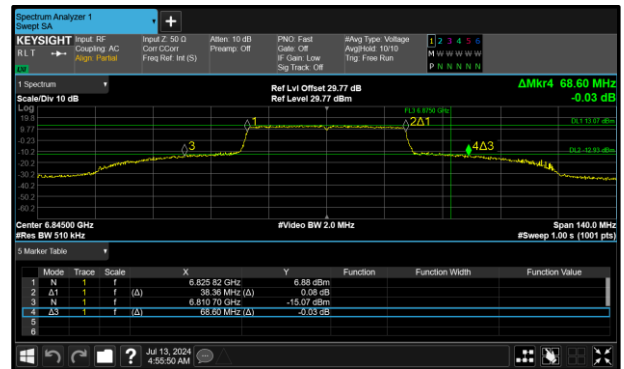 Spectrum Analyzer 1
Swept SA
KEYSIGHT Input: RF Input Z: 50 Ω Atten: 10 dB PNO: Fast #Avg Type: Voltage 1 2 3 4 5 6
RLT Coupling: AC Corr CCorr Preamp: Off Gate: Off Avg|Hold: 10/10 M W W W W W
Align: Partial Freq Ref: Int (S) IF Gain: Low Trig: Free Run
LXI Sig Track: Off P N N N N N
1 Spectrum Ref Lvl Offset 29.77 dB ΔMkr4 68.60 MHz
Scale/Div 10 dB Ref Level 29.77 dBm -0.03 dB
Log
19.8
9.77
-0.23
-10.2
-20.2
-30.2
-40.2
-50.2
-60.2
FL3 6.8750 GHz
DL1 13.07 dBm
DL2 -12.93 dBm
1
2Δ1
3
4Δ3
Center 6.84500 GHz #Video BW 2.0 MHz Span 140.0 MHz
#Res BW 510 kHz #Sweep 1.00 s (1001 pts)
5 Marker Table
Mode Trace Scale X Y Function Function Width Function Value
1 N 1 f 6.825 82 GHz 6.88 dBm
2 Δ1 1 f (Δ) 38.36 MHz (Δ) 0.08 dB
3 N 1 f 6.810 70 GHz -15.07 dBm
4 Δ3 1 f (Δ) 68.60 MHz (Δ) -0.03 dB
5
6
? Jul 13, 2024
4:55:50 AM